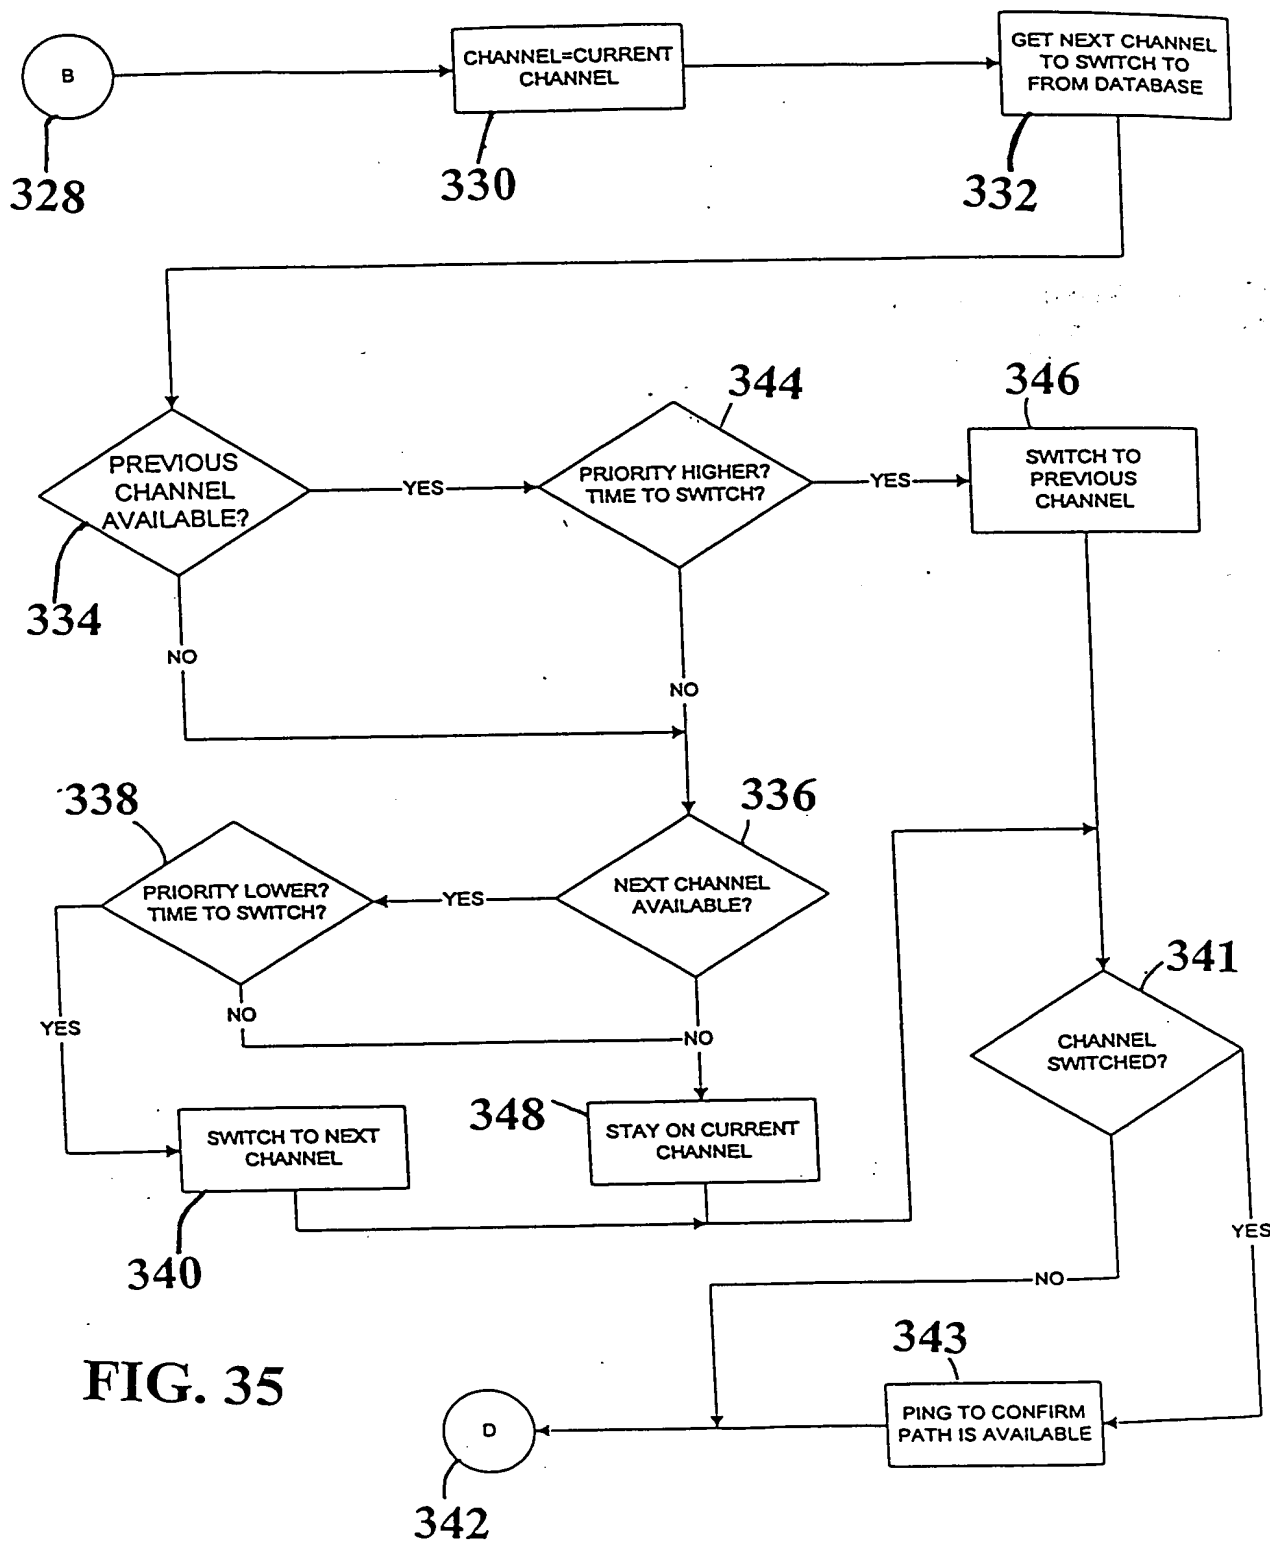 B
CHANNEL=CURRENT
CHANNEL
GET NEXT CHANNEL
TO SWITCH TO
FROM DATABASE
328
330
332
344
346
PREVIOUS
CHANNEL
AVAILABLE?
YES
PRIORITY HIGHER?
TIME TO SWITCH?
YES
SWITCH TO
PREVIOUS
CHANNEL
334
NO
NO
338
336
PRIORITY LOWER?
TIME TO SWITCH?
YES
NEXT CHANNEL
AVAILABLE?
341
YES
NO
NO
CHANNEL
SWITCHED?
348
SWITCH TO NEXT
CHANNEL
STAY ON CURRENT
CHANNEL
340
YES
NO
343
FIG. 35
D
PING TO CONFIRM
PATH IS AVAILABLE
342